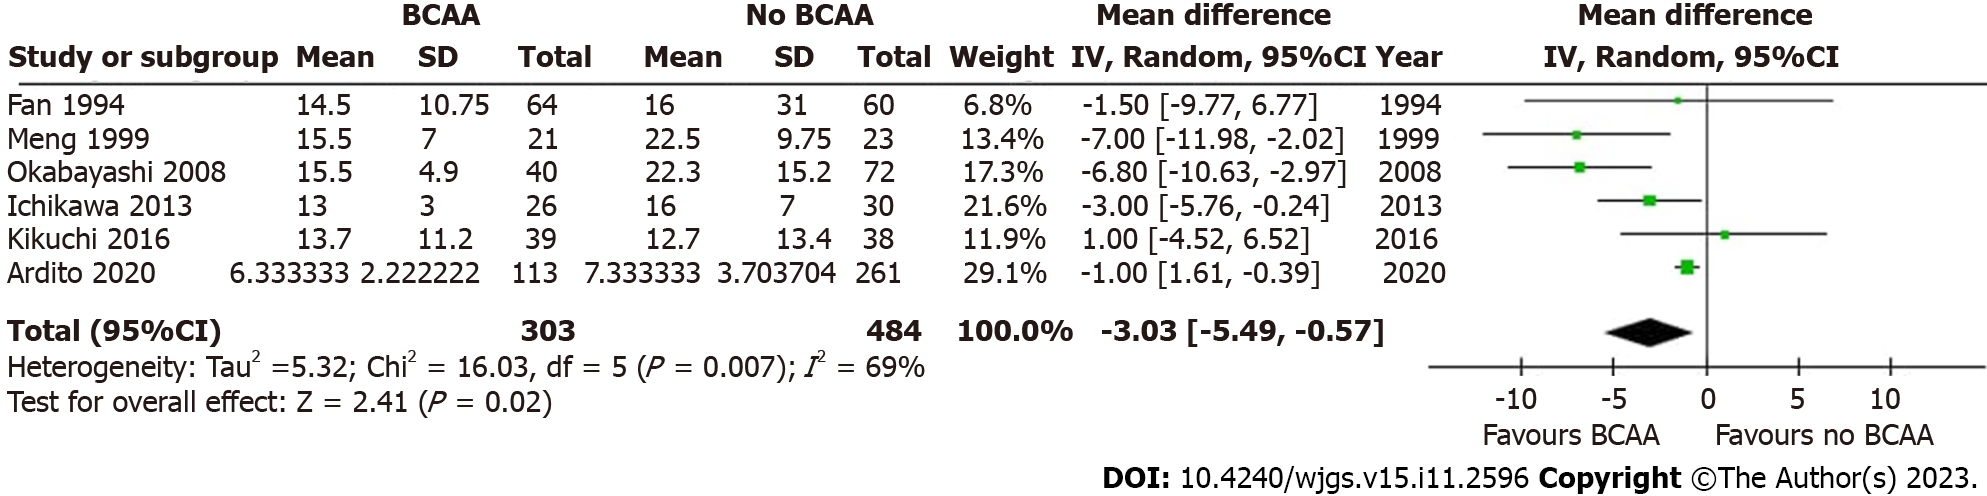 BCAA No BCAA Mean difference Mean difference
Study or subgroup Mean SD Total Mean SD Total Weight IV, Random, 95%CI Year IV, Random, 95%CI
Fan 1994 14.5 10.75 64 16 31 60 6.8% -1.50 [-9.77, 6.77] 1994
Meng 1999 15.5 7 21 22.5 9.75 23 13.4% -7.00 [-11.98, -2.02] 1999
Okabayashi 2008 15.5 4.9 40 22.3 15.2 72 17.3% -6.80 [-10.63, -2.97] 2008
Ichikawa 2013 13 3 26 16 7 30 21.6% -3.00 [-5.76, -0.24] 2013
Kikuchi 2016 13.7 11.2 39 12.7 13.4 38 11.9% 1.00 [-4.52, 6.52] 2016
Ardito 2020 6.333333 2.222222 113 7.333333 3.703704 261 29.1% -1.00 [1.61, -0.39] 2020
Total (95%CI) 303 484 100.0% -3.03 [-5.49, -0.57]
Heterogeneity: Tau² =5.32; Chi² = 16.03, df = 5 (P = 0.007); I² = 69%
Test for overall effect: Z = 2.41 (P = 0.02)
-10 -5 0 5 10
Favours BCAA Favours no BCAA
DOI: 10.4240/wjgs.v15.i11.2596 Copyright ©The Author(s) 2023.